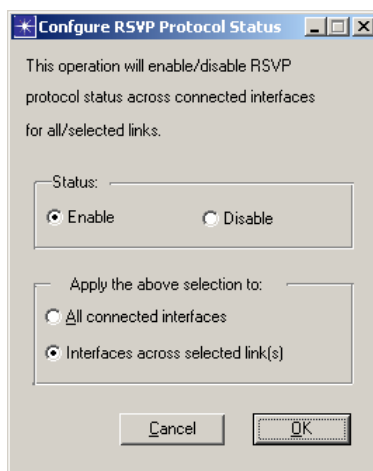 Confgure RSVP Protocol Status
This operation will enable/disable RSVP
protocol status across connected interfaces
for all/selected links.
Status:
Enable Disable
Apply the above selection to:
All connected interfaces
Interfaces across selected link(s)
Cancel OK